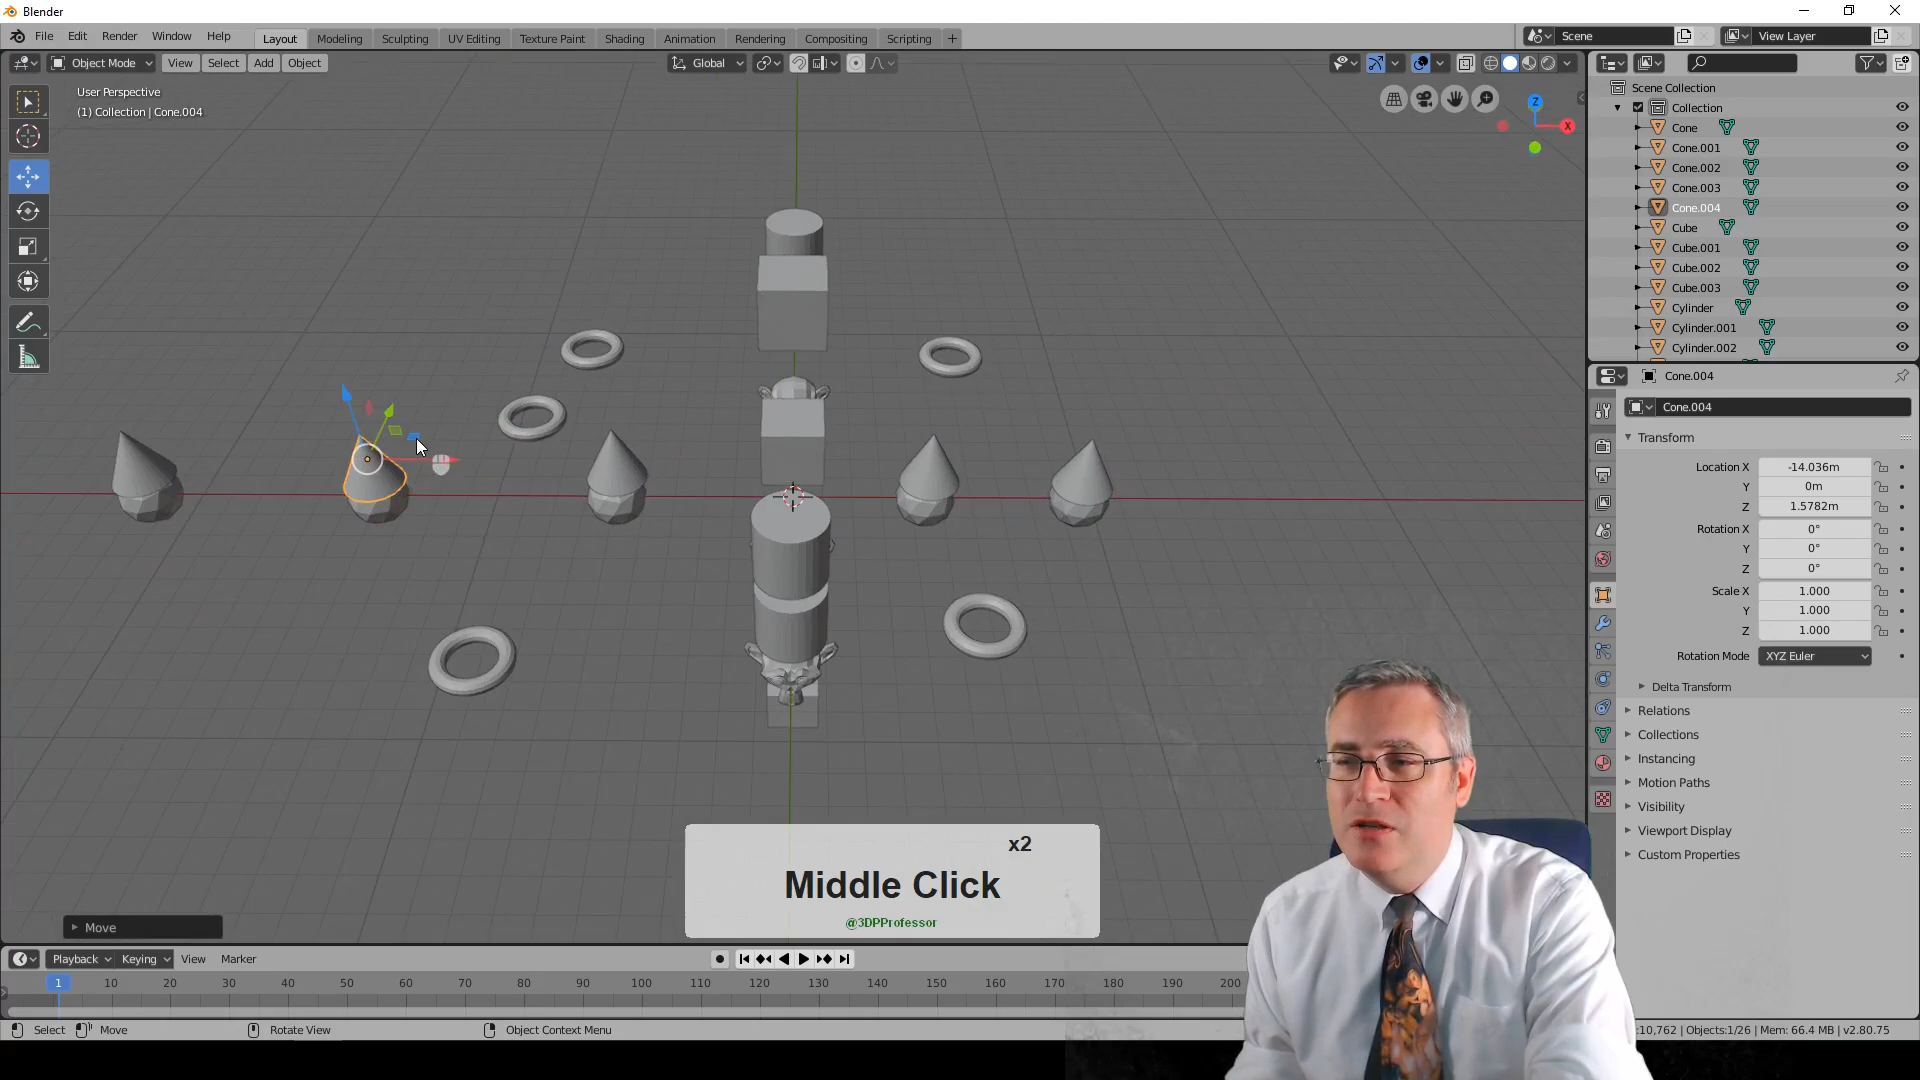 Blender
File Edit Render Window Help
Layout Modeling Sculpting UV Editing Texture Paint Shading Animation Rendering Compositing Scripting +
Scene
View Layer
Object Mode View Select Add Object
Global
User Perspective
(1) Collection | Cone.004
Z
X
Scene Collection
Collection
Cone
Cone.001
Cone.002
Cone.003
Cone.004
Cube
Cube.001
Cube.002
Cube.003
Cylinder
Cylinder.001
Cylinder.002
Cone.004
Cone.004
Transform
Location X -14.036m
Y 0m
Z 1.5782m
Rotation X 0°
Y 0°
Z 0°
Scale X 1.000
Y 1.000
Z 1.000
Rotation Mode XYZ Euler
Delta Transform
Relations
Collections
Instancing
Motion Paths
Visibility
Viewport Display
Custom Properties
x2
Middle Click
@3DPProfessor
Move
Playback Keying View Marker
1 10 20 30 40 50 60 70 80 90 100 110 120 130 140 150 160 170 180 190 200
Select Move Rotate View Object Context Menu
:10,762 | Objects:1/26 | Mem: 66.4 MB | v2.80.75